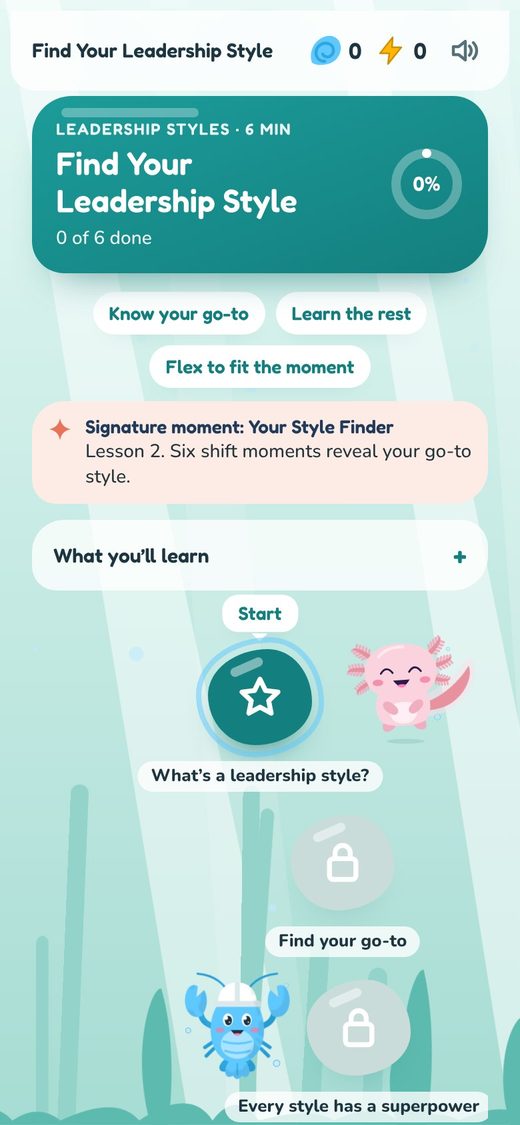 Find Your Leadership Style 0 0
LEADERSHIP STYLES · 6 MIN
Find Your
Leadership Style
0 of 6 done
0%
Know your go-to
Learn the rest
Flex to fit the moment
Signature moment: Your Style Finder
Lesson 2. Six shift moments reveal your go-to
style.
What you’ll learn +
Start
What’s a leadership style?
Find your go-to
Every style has a superpower